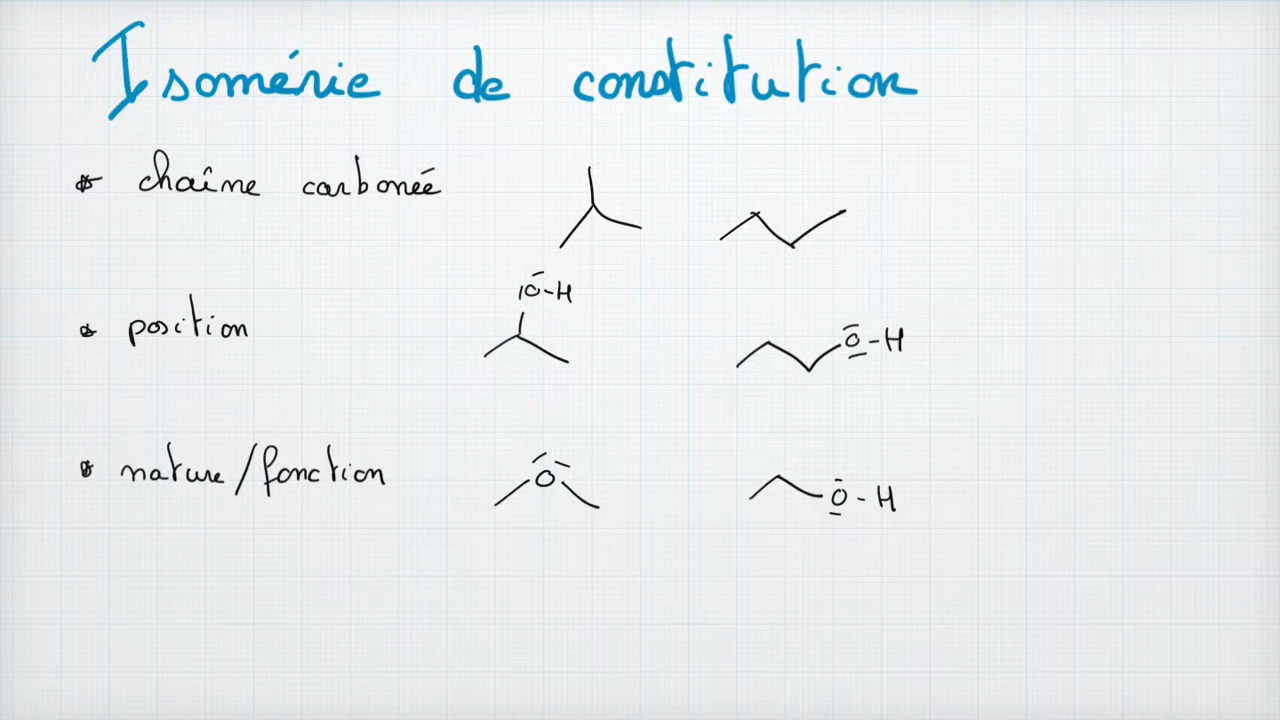 Isomérie de constitution
* chaîne carbonée
O-H
* position
O-H
* nature/fonction
O
O-H